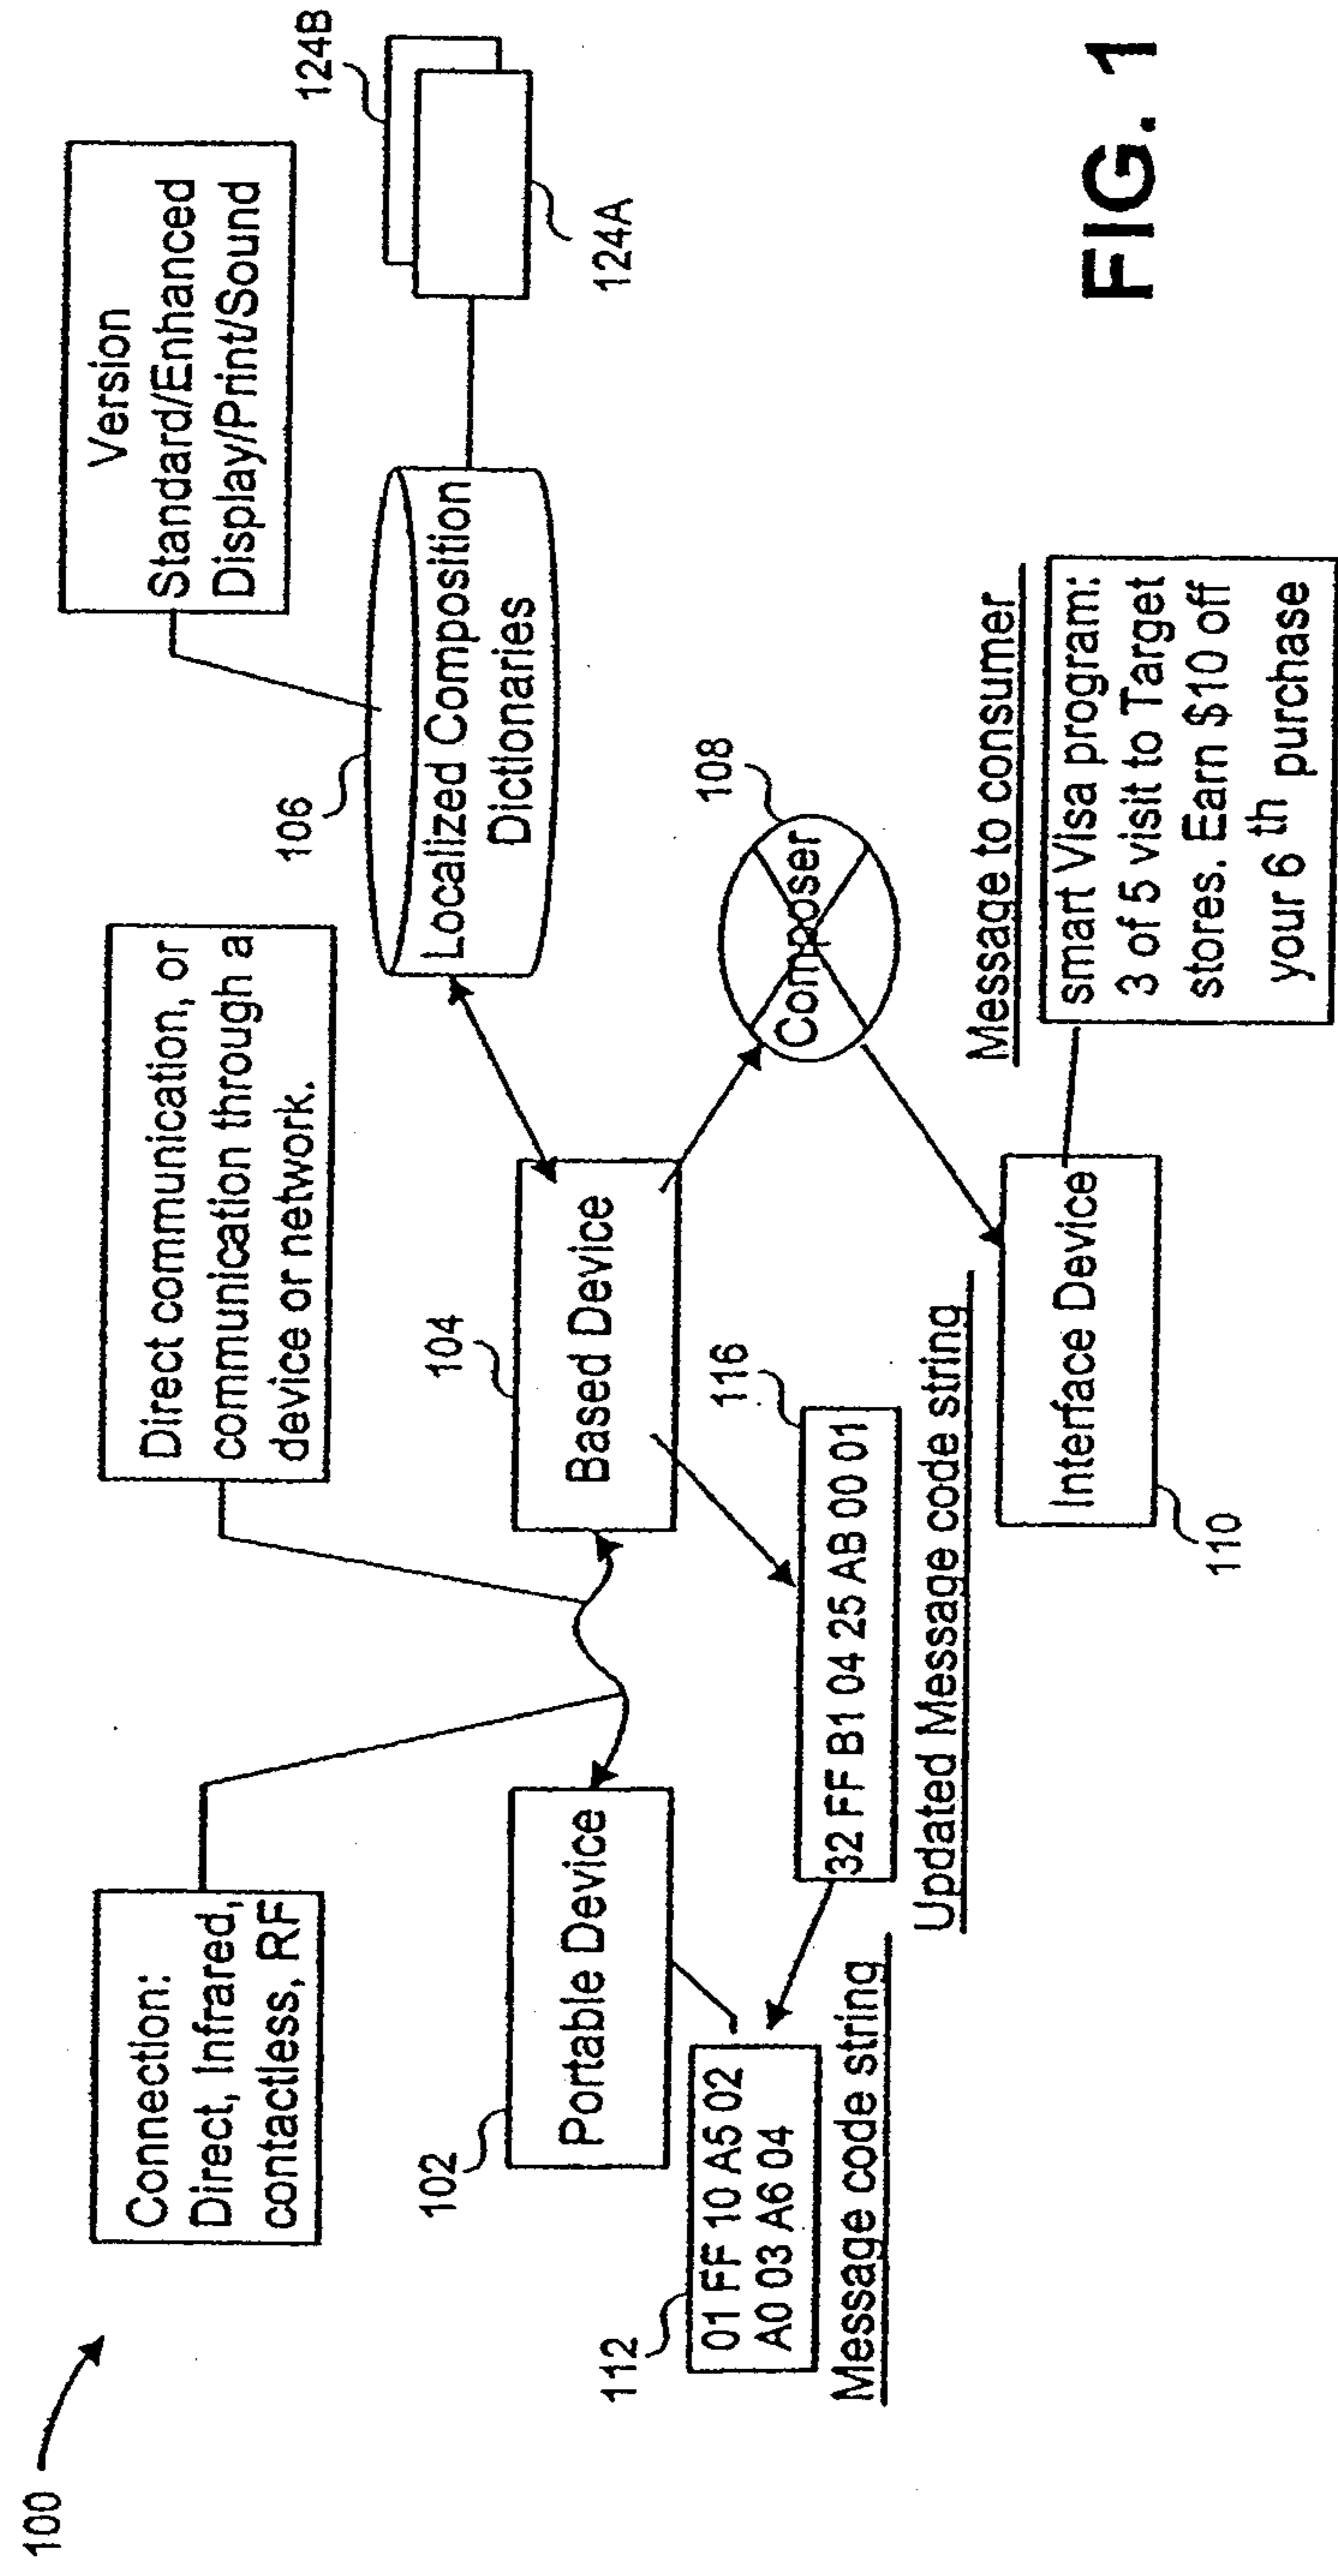 100
Connection:
Direct, Infrared,
contactless, RF
Direct communication, or
communication through a
device or network.
Version
Standard/Enhanced
Display/Print/Sound
102
Portable Device
104
Based Device
106
Localized Composition
Dictionaries
124B
124A
112
01 FF 10 A5 02
A0 03 A6 04
Message code string
116
32 FF B1 04 25 AB 00 01
Updated Message code string
108
Composer
110
Interface Device
Message to consumer
smart Visa program:
3 of 5 visit to Target
stores. Earn $10 off
your 6th purchase
FIG. 1